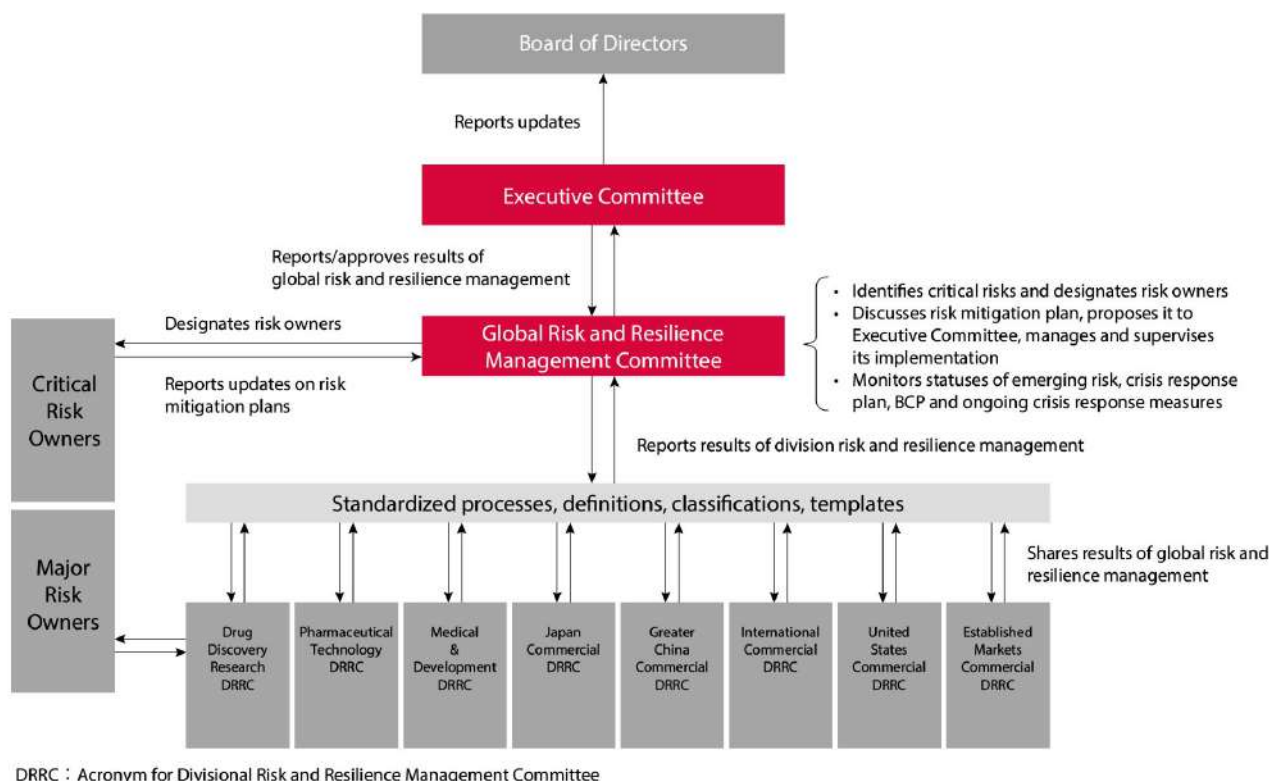 Board of Directors
Reports updates
Executive Committee
Reports/approves results of
global risk and resilience management
Designates risk owners
Global Risk and Resilience
Management Committee
• Identifies critical risks and designates risk owners
• Discusses risk mitigation plan, proposes it to
Executive Committee, manages and supervises
its implementation
• Monitors statuses of emerging risk, crisis response
plan, BCP and ongoing crisis response measures
Critical
Risk
Owners
Reports updates on risk
mitigation plans
Reports results of division risk and resilience management
Standardized processes, definitions, classifications, templates
Major
Risk
Owners
Shares results of global risk and
resilience management
Drug
Discovery
Research
DRRC
Pharmaceutical
Technology
DRRC
Medical
&
Development
DRRC
Japan
Commercial
DRRC
Greater
China
Commercial
DRRC
International
Commercial
DRRC
United
States
Commercial
DRRC
Established
Markets
Commercial
DRRC
DRRC : Acronym for Divisional Risk and Resilience Management Committee